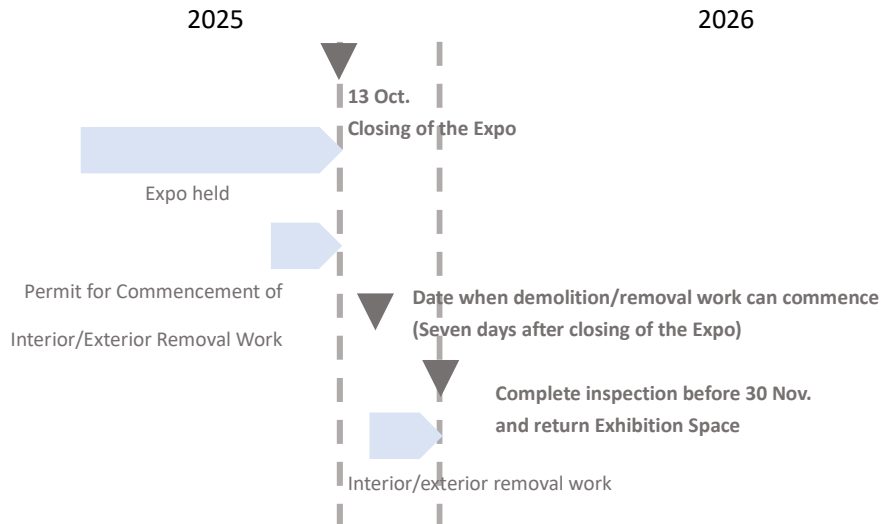 2025
2026
13 Oct.
Closing of the Expo
Expo held
Permit for Commencement of
Interior/Exterior Removal Work
Date when demolition/removal work can commence
(Seven days after closing of the Expo)
Complete inspection before 30 Nov.
and return Exhibition Space
Interior/exterior removal work